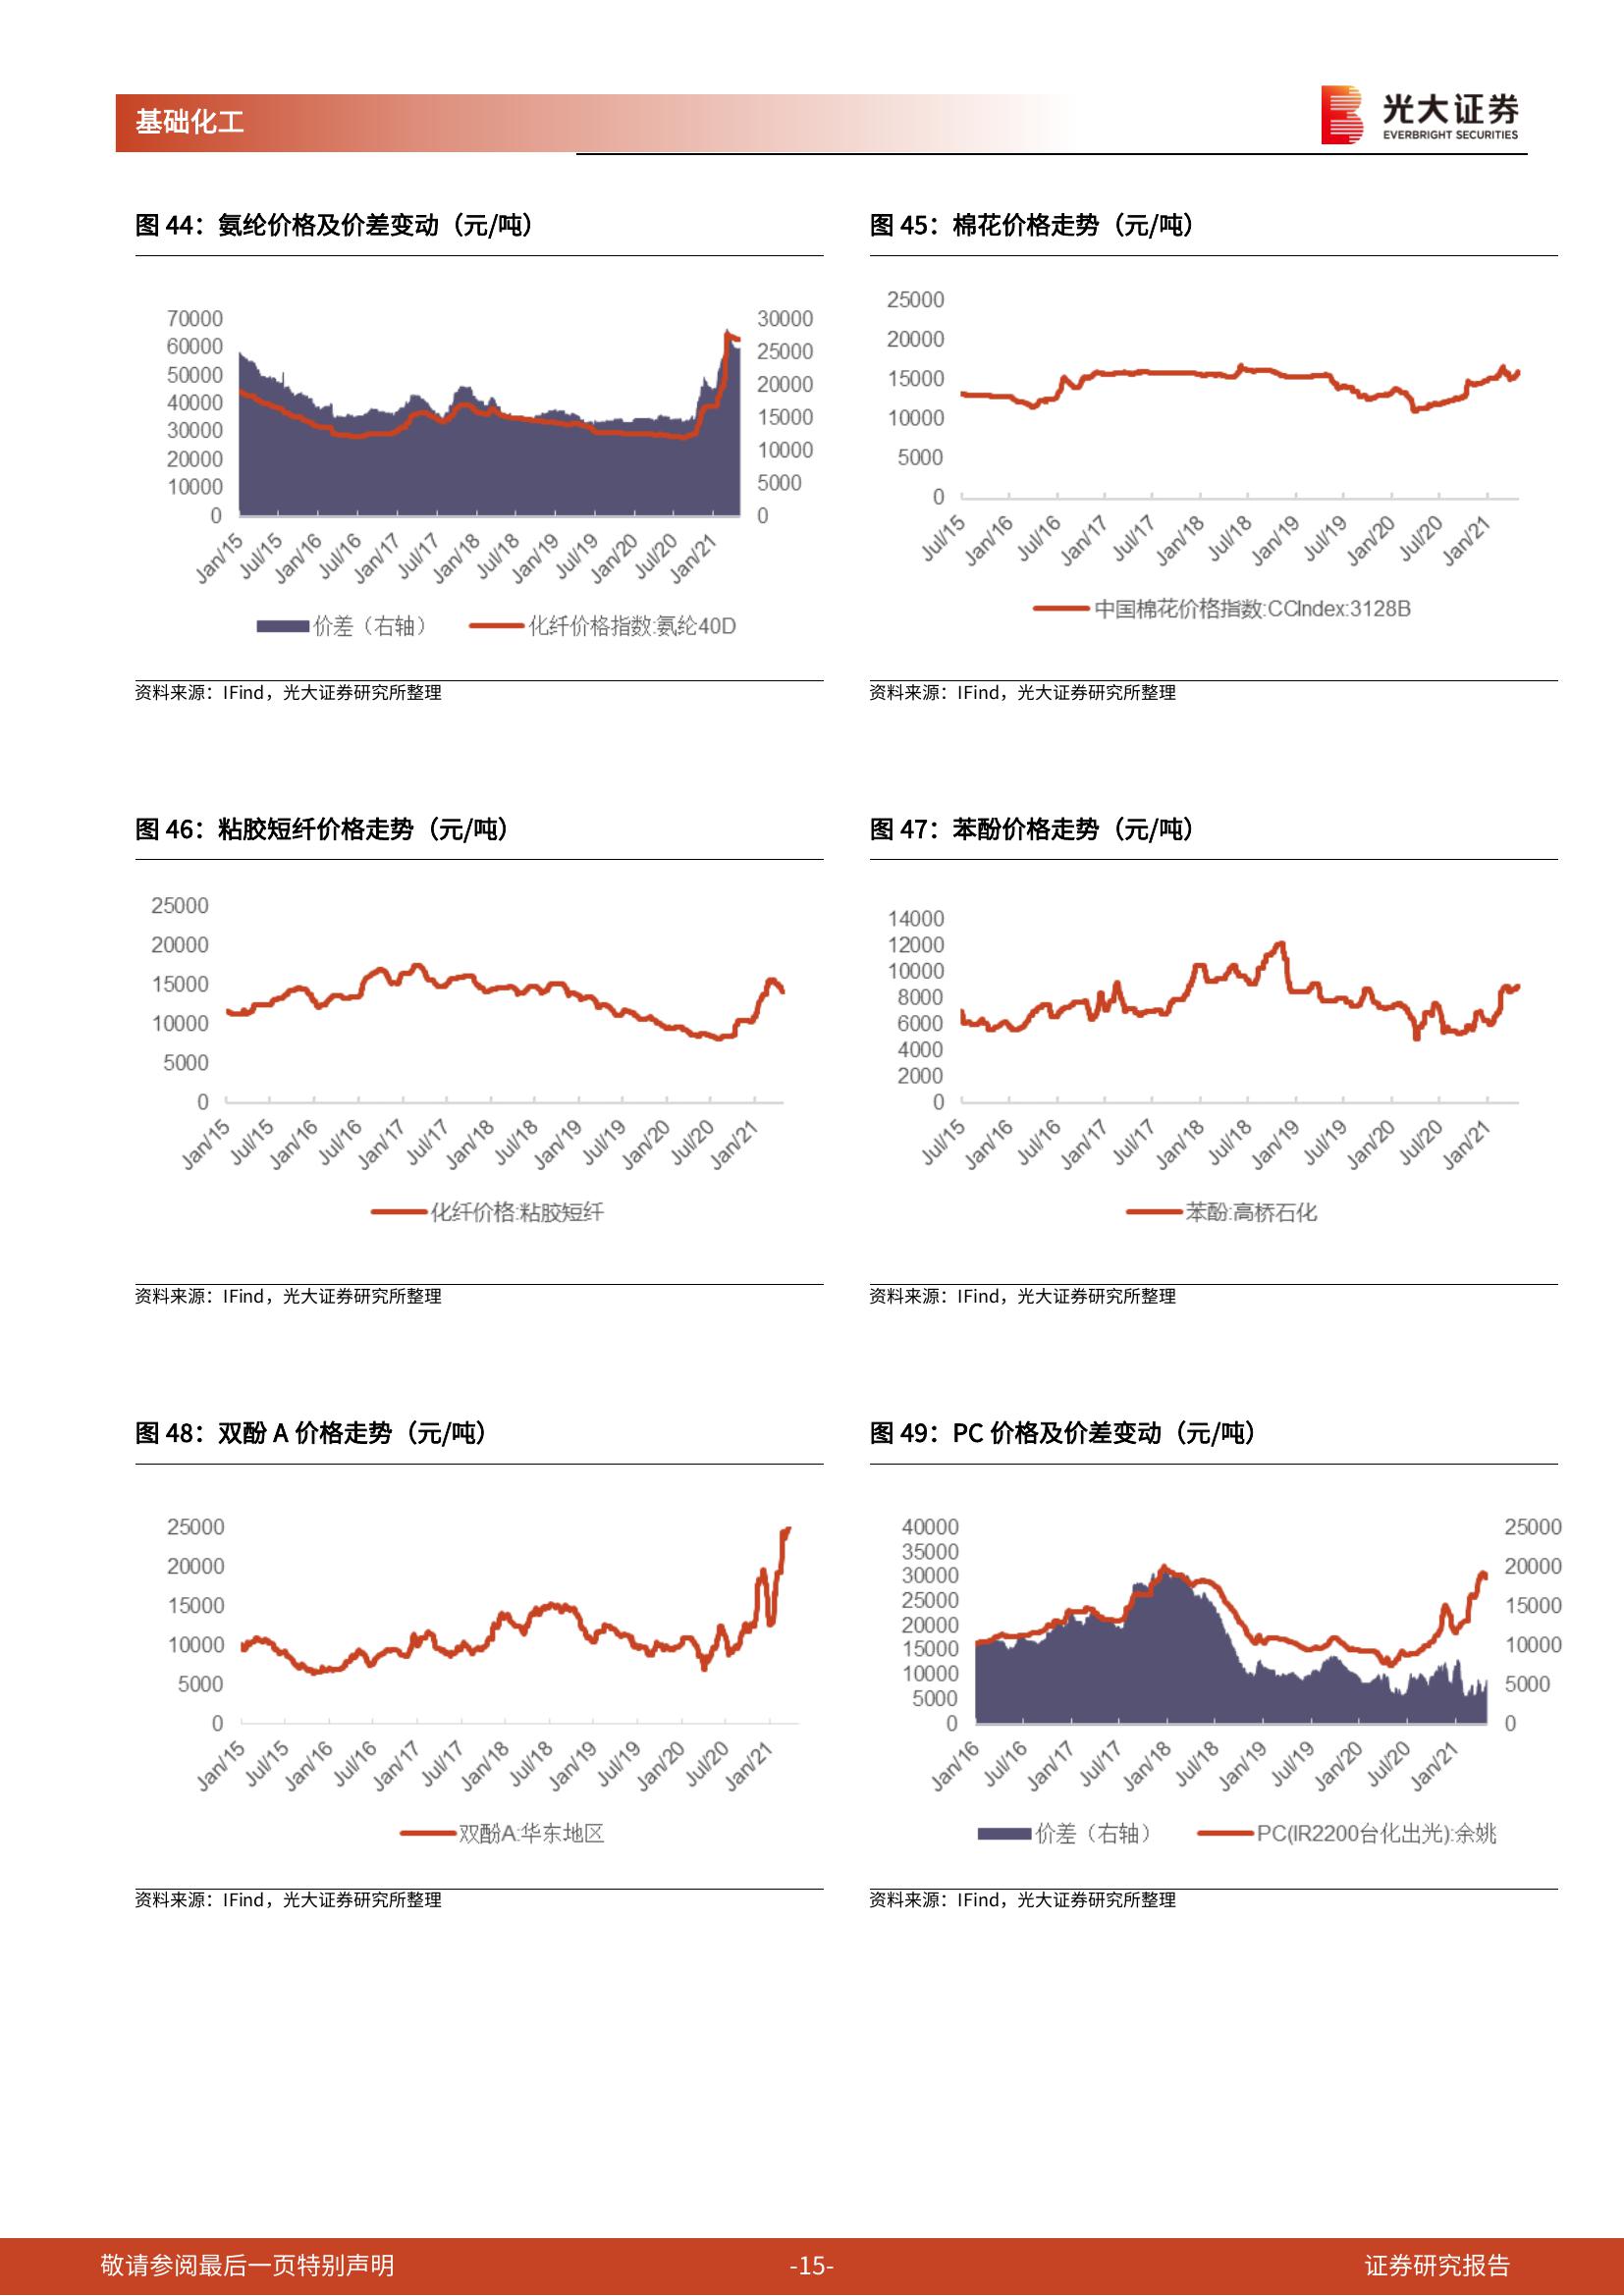 基础化工
光大证券
EVERBRIGHT SECURITIES
图 44：氨纶价格及价差变动（元/吨）
70000
60000
50000
40000
30000
20000
10000
0
30000
25000
20000
15000
10000
5000
0
Jan/15 Jul/15 Jan/16 Jul/16 Jan/17 Jul/17 Jan/18 Jul/18 Jan/19 Jul/19 Jan/20 Jul/20 Jan/21
价差（右轴） 化纤价格指数:氨纶40D
资料来源：IFind，光大证券研究所整理
图 45：棉花价格走势（元/吨）
25000
20000
15000
10000
5000
0
Jul/15 Jan/16 Jul/16 Jan/17 Jul/17 Jan/18 Jul/18 Jan/19 Jul/19 Jan/20 Jul/20 Jan/21
中国棉花价格指数:CCIndex:3128B
资料来源：IFind，光大证券研究所整理
图 46：粘胶短纤价格走势（元/吨）
25000
20000
15000
10000
5000
0
Jan/15 Jul/15 Jan/16 Jul/16 Jan/17 Jul/17 Jan/18 Jul/18 Jan/19 Jul/19 Jan/20 Jul/20 Jan/21
化纤价格:粘胶短纤
资料来源：IFind，光大证券研究所整理
图 47：苯酚价格走势（元/吨）
14000
12000
10000
8000
6000
4000
2000
0
Jul/15 Jan/16 Jul/16 Jan/17 Jul/17 Jan/18 Jul/18 Jan/19 Jul/19 Jan/20 Jul/20 Jan/21
苯酚:高桥石化
资料来源：IFind，光大证券研究所整理
图 48：双酚 A 价格走势（元/吨）
25000
20000
15000
10000
5000
0
Jan/15 Jul/15 Jan/16 Jul/16 Jan/17 Jul/17 Jan/18 Jul/18 Jan/19 Jul/19 Jan/20 Jul/20 Jan/21
双酚A:华东地区
资料来源：IFind，光大证券研究所整理
图 49：PC 价格及价差变动（元/吨）
40000
35000
30000
25000
20000
15000
10000
5000
0
25000
20000
15000
10000
5000
0
Jan/16 Jul/16 Jan/17 Jul/17 Jan/18 Jul/18 Jan/19 Jul/19 Jan/20 Jul/20 Jan/21
价差（右轴） PC(IR2200台化出光):余姚
资料来源：IFind，光大证券研究所整理
敬请参阅最后一页特别声明
-15-
证券研究报告